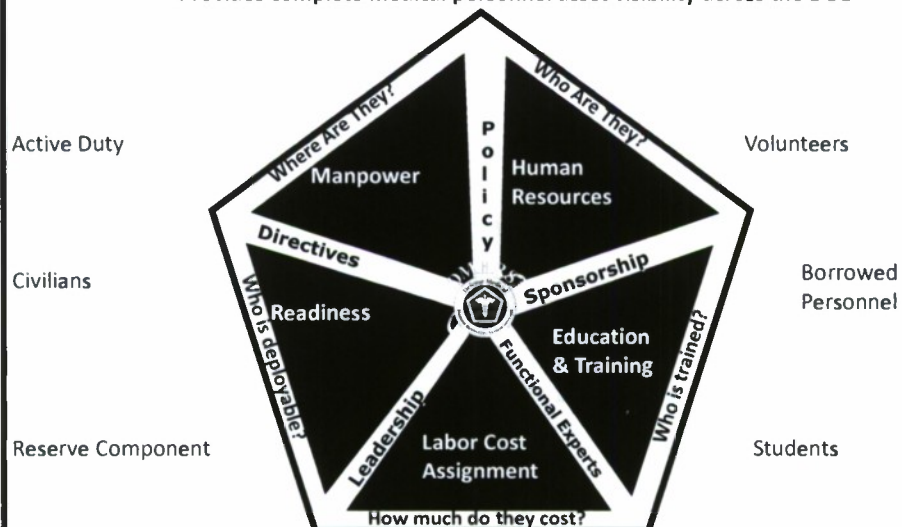 Provides complete medical personnel asset visibility across the DOD
Where Are They?
Who Are They?
Active Duty
Volunteers
Policy
Manpower
Human
Resources
Directives
Sponsorship
Civilians
Borrowed
Personnel
Who is deployable?
Readiness
Education
& Training
Who is trained?
Functional Experts
Leadership
Labor Cost
Assignment
Reserve Component
Students
How much do they cost?